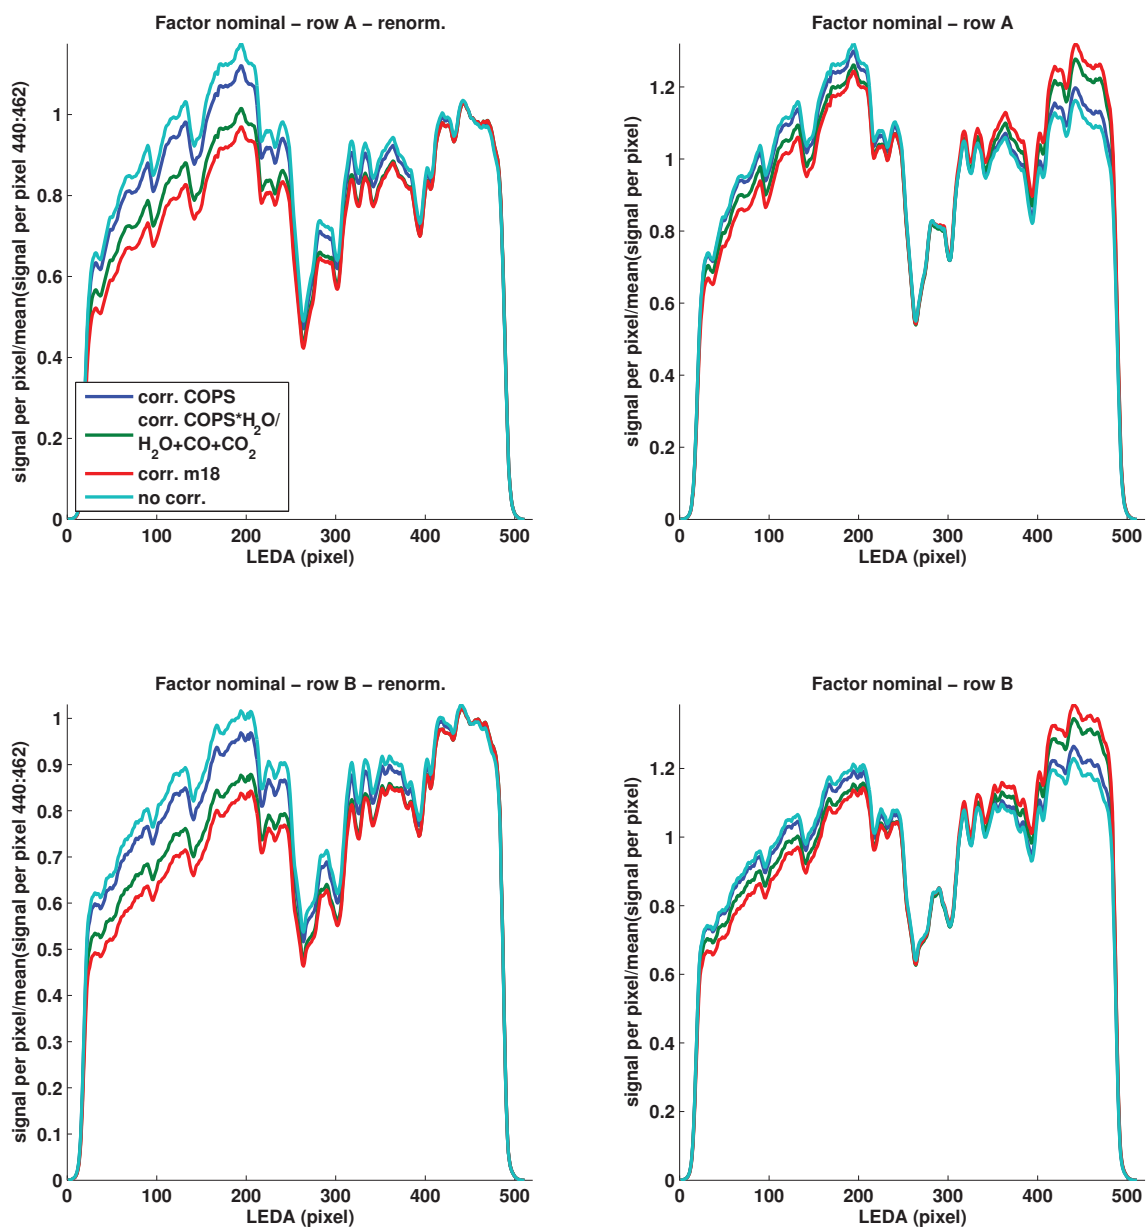 Factor nominal − row A − renorm.
signal per pixel/mean(signal per pixel 440:462)
1
0.8
0.6
0.4
0.2
0
corr. COPS
corr. COPS*H2O/
H2O+CO+CO2
corr. m18
no corr.
0 100 200 300 400 500
LEDA (pixel)
Factor nominal − row A
signal per pixel/mean(signal per pixel)
1.2
1
0.8
0.6
0.4
0.2
0
0 100 200 300 400 500
LEDA (pixel)
Factor nominal − row B − renorm.
signal per pixel/mean(signal per pixel 440:462)
1
0.9
0.8
0.7
0.6
0.5
0.4
0.3
0.2
0.1
0
0 100 200 300 400 500
LEDA (pixel)
Factor nominal − row B
signal per pixel/mean(signal per pixel)
1.2
1
0.8
0.6
0.4
0.2
0
0 100 200 300 400 500
LEDA (pixel)